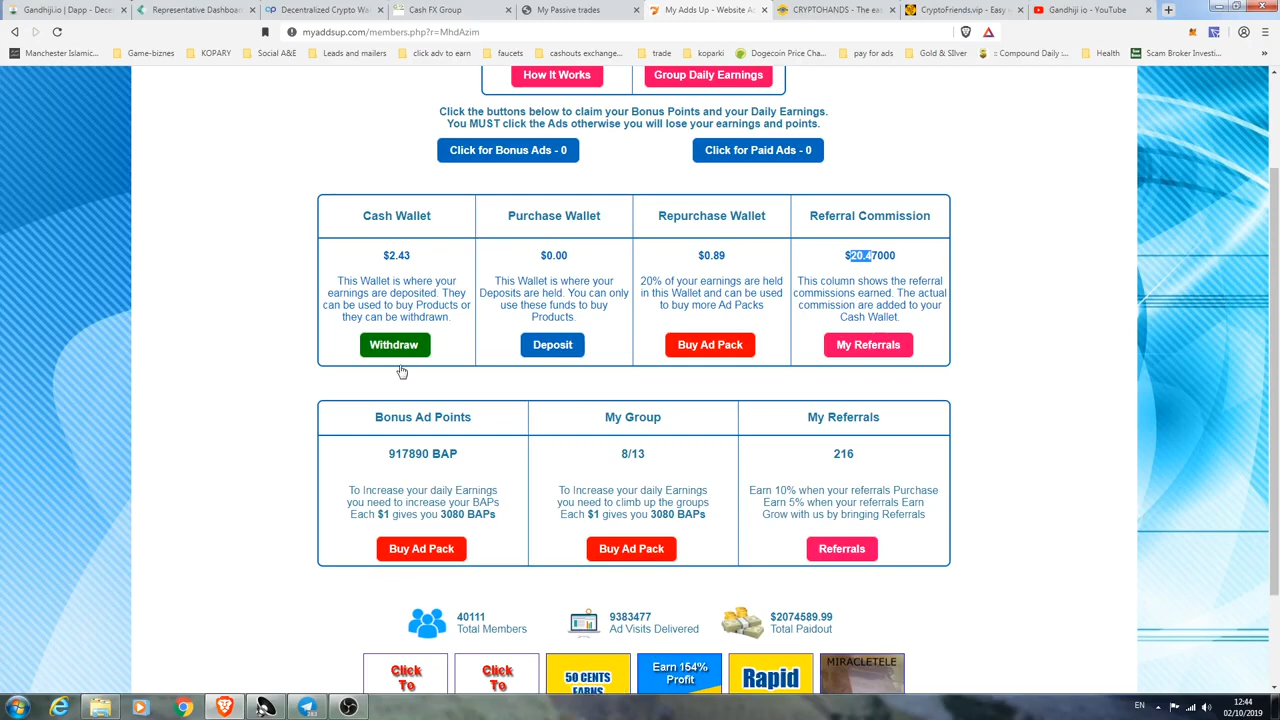 Gandhiji.io | Dapp - Decen
Representative Dashboa
Decentralized Crypto Wa
Cash FX Group
My Passive trades
My Adds Up - Website Ad
CRYPTOHANDS - The ea
CryptoFriends.vip - Easy w
Gandhiji io - YouTube
myaddsup.com/members.php?r=MhdAzim
Manchester Islamic...
Game-biznes
KOPARY
Social A&E
Leads and mailers
click adv to earn
faucets
cashouts exchange...
trade
koparki
Dogecoin Price Cha...
pay for ads
Gold & SIlver
:: Compound Daily :...
Health
Scam Broker Investi...
How It Works
Group Daily Earnings
Click the buttons below to claim your Bonus Points and your Daily Earnings.
You MUST click the Ads otherwise you will lose your earnings and points.
Click for Bonus Ads - 0
Click for Paid Ads - 0
Cash Wallet
Purchase Wallet
Repurchase Wallet
Referral Commission
$2.43
$0.00
$0.89
$20.47000
This Wallet is where your
earnings are deposited. They
can be used to buy Products or
they can be withdrawn.
This Wallet is where your
Deposits are held. You can only
use these funds to buy
Products.
20% of your earnings are held
in this Wallet and can be used
to buy more Ad Packs
This column shows the referral
commissions earned. The actual
commission are added to your
Cash Wallet.
Withdraw
Deposit
Buy Ad Pack
My Referrals
Bonus Ad Points
My Group
My Referrals
917890 BAP
8/13
216
To Increase your daily Earnings
you need to increase your BAPs
Each $1 gives you 3080 BAPs
To Increase your daily Earnings
you need to climb up the groups
Each $1 gives you 3080 BAPs
Earn 10% when your referrals Purchase
Earn 5% when your referrals Earn
Grow with us by bringing Referrals
Buy Ad Pack
Buy Ad Pack
Referrals
40111
Total Members
9383477
Ad Visits Delivered
$2074589.99
Total Paidout
Click
To
Click
To
50 CENTS
EARNS
Earn 154%
Profit
Rapid
MIRACLETELE
283
EN
12:44
02/10/2019